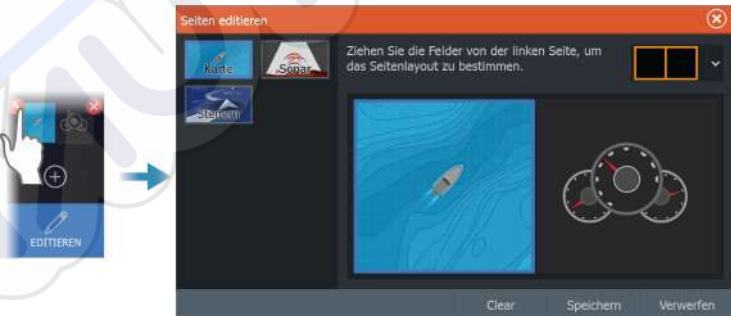 Seiten editieren
Karte
Sonar
Steuern
Ziehen Sie die Felder von der linken Seite, um
das Seitenlayout zu bestimmen.
EDITIEREN
Clear
Speichern
Verwerfen